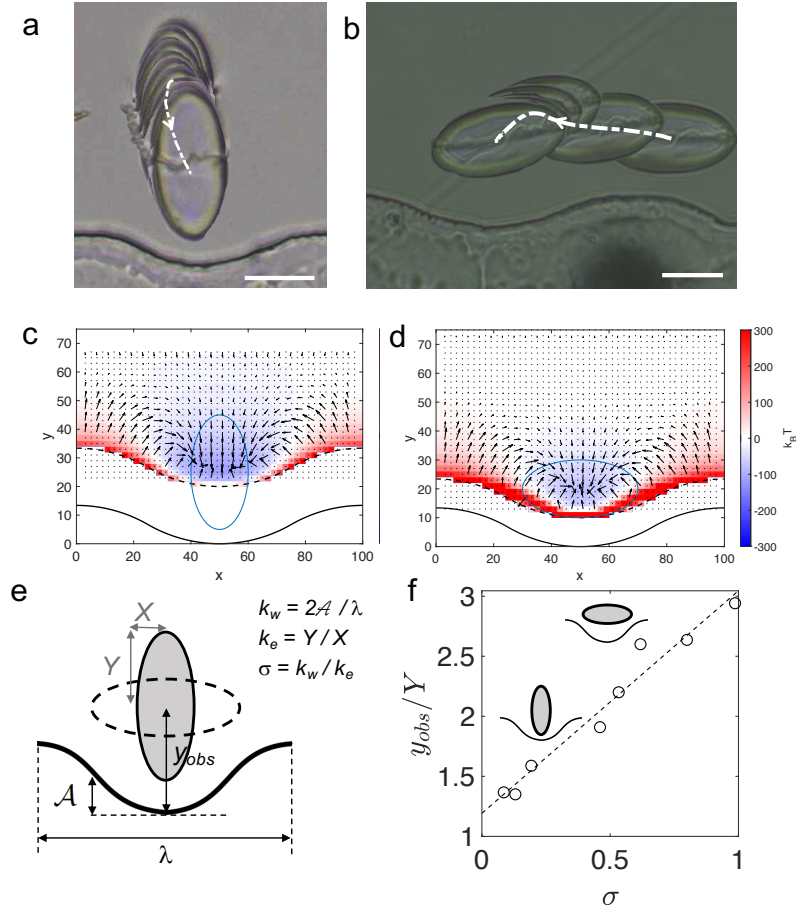 a
b
c
d
70
60
50
40
30
20
10
0
y
0 20 40 60 80 100
x
70
60
50
40
30
20
10
0
y
0 20 40 60 80 100
x
300
200
100
0
-100
-200
-300
k_BT
e
X
Y
y_obs
𝒜
λ
k_w = 2𝒜/λ
k_e = Y/X
σ = k_w/k_e
f
3
2.5
2
1.5
1
y_obs/Y
0 0.5 1
σ